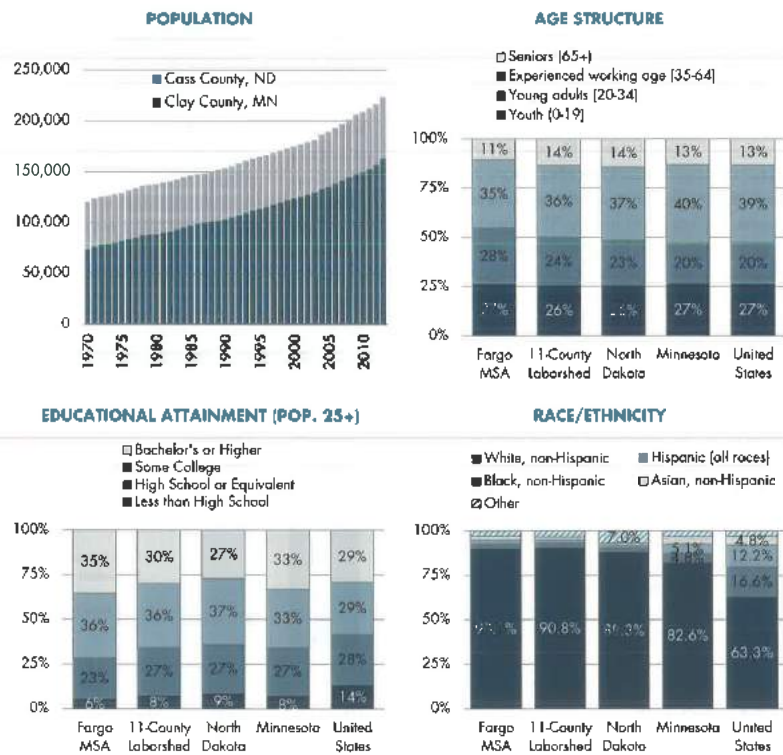 POPULATION
250,000
200,000
150,000
100,000
50,000
0
Cass County, ND
Clay County, MN
1970
1975
1980
1985
1990
1995
2000
2005
2010
AGE STRUCTURE
Seniors (65+)
Experienced working age (35-64)
Young adults (20-34)
Youth (0-19)
100%
75%
50%
25%
0%
11% 14% 14% 13% 13%
35% 36% 37% 40% 39%
28% 24% 23% 20% 20%
26% 27% 27%
Fargo MSA
11-County Laborshed
North Dakota
Minnesota
United States
EDUCATIONAL ATTAINMENT (POP. 25+)
Bachelor's or Higher
Some College
High School or Equivalent
Less than High School
100%
75%
50%
25%
0%
35% 30% 27% 33% 29%
36% 36% 37% 33% 29%
23% 27% 27% 27% 28%
6% 8% 9% 8% 14%
Fargo MSA
11-County Laborshed
North Dakota
Minnesota
United States
RACE/ETHNICITY
White, non-Hispanic
Hispanic (all races)
Black, non-Hispanic
Asian, non-Hispanic
Other
100%
75%
50%
25%
0%
7.0% 5.1% 4.8%
4.8% 12.2%
16.6%
90.8% 82.6% 63.3%
Fargo MSA
11-County Laborshed
North Dakota
Minnesota
United States